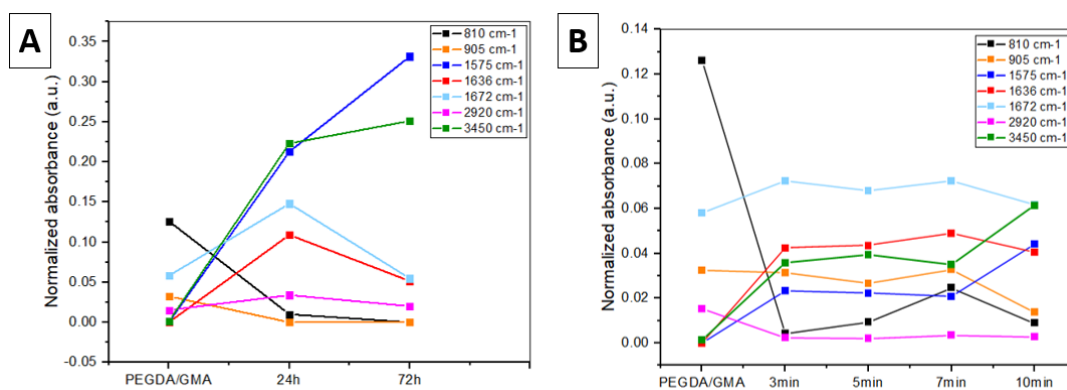 A
Normalized absorbance (a.u.)
0.35
0.30
0.25
0.20
0.15
0.10
0.05
0.00
-0.05
PEGDA/GMA 24h 72h
810 cm-1
905 cm-1
1575 cm-1
1636 cm-1
1672 cm-1
2920 cm-1
3450 cm-1
B
Normalized absorbance (a.u.)
0.14
0.12
0.10
0.08
0.06
0.04
0.02
0.00
PEGDA/GMA 3min 5min 7min 10min
810 cm-1
905 cm-1
1575 cm-1
1636 cm-1
1672 cm-1
2920 cm-1
3450 cm-1